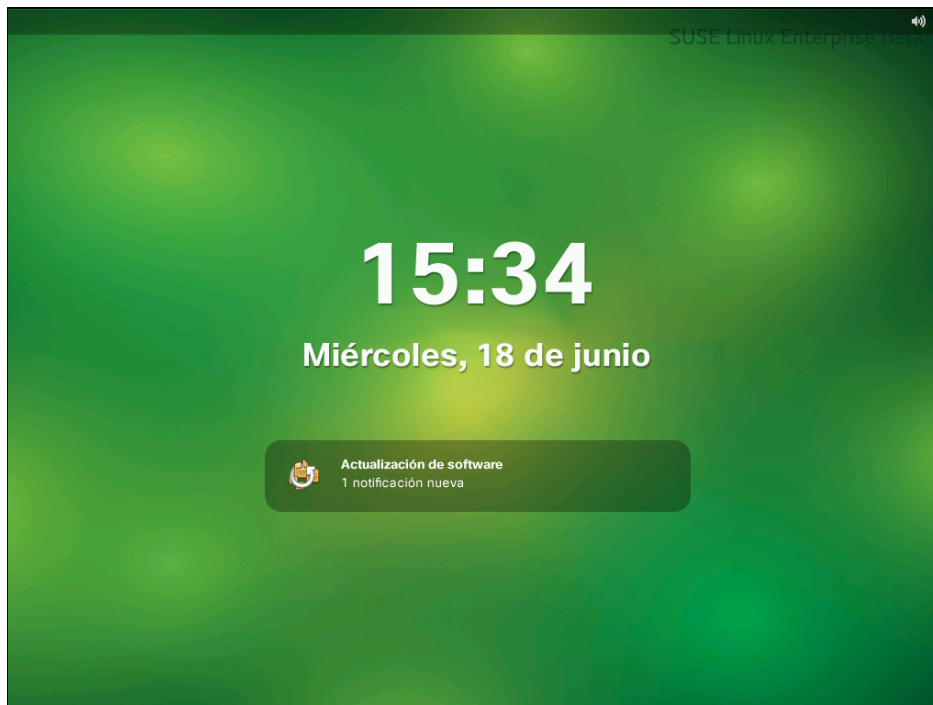 SUSE Linux Enterprise Beta
15:34
Miércoles, 18 de junio
Actualización de software
1 notificación nueva